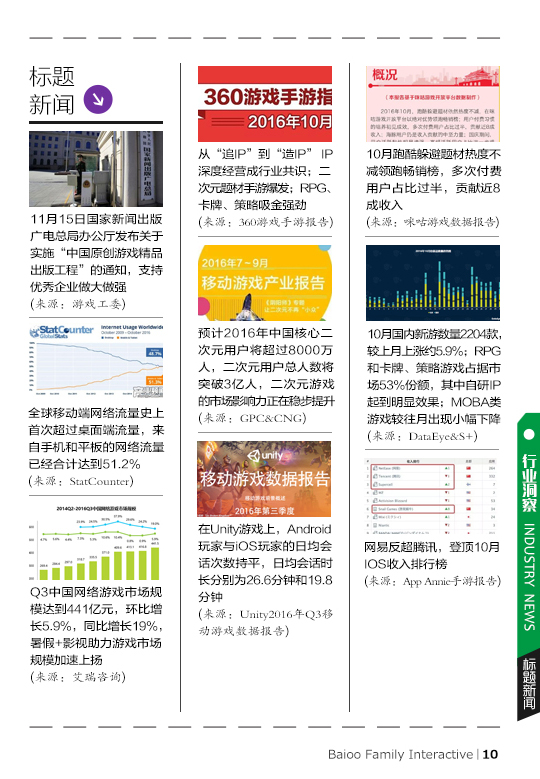 标题
新闻
11月15日国家新闻出版
广电总局办公厅发布关于
实施“中国原创游戏精品
出版工程”的通知，支持
优秀企业做大做强
(来源：游戏工委)
StatCounter
GlobalStats
Internet Usage Worldwide
October 2009 - October 2016
48.7%
51.3%
全球移动端网络流量史上
首次超过桌面端流量，来
自手机和平板的网络流量
已经合计达到51.2%
(来源：StatCounter)
2014Q2-2016Q3中国网络游戏市场规模
Q3中国网络游戏市场规
模达到441亿元，环比增
长5.9%，同比增长19%，
暑假+影视助力游戏市场
规模加速上扬
(来源：艾瑞咨询)
360游戏手游指
2016年10月
从“追IP”到“造IP” IP
深度经营成行业共识；二
次元题材手游爆发；RPG、
卡牌、策略吸金强劲
(来源：360游戏手游报告)
2016年7~9月
移动游戏产业报告
预计2016年中国核心二
次元用户将超过8000万
人，二次元用户总人数将
突破3亿人，二次元游戏
的市场影响力正在稳步提升
(来源：GPC&CNG)
unity
移动游戏数据报告
2016年第三季度
在Unity游戏上，Android
玩家与iOS玩家的日均会
话次数持平，日均会话时
长分别为26.6分钟和19.8
分钟
(来源：Unity2016年Q3移
动游戏数据报告)
概况
10月跑酷躲避题材热度不
减领跑畅销榜，多次付费
用户占比过半，贡献近8
成收入
(来源：咪咕游戏数据报告)
10月国内新游数量2204款，
较上月上涨约5.9%；RPG
和卡牌、策略游戏占据市
场53%份额，其中自研IP
起到明显效果；MOBA类
游戏较往月出现小幅下降
(来源：DataEye&S+)
网易反超腾讯，登顶10月
IOS收入排行榜
(来源：App Annie手游报告)
行业洞察 INDUSTRY NEWS
标题新闻
Baioo Family Interactive | 10